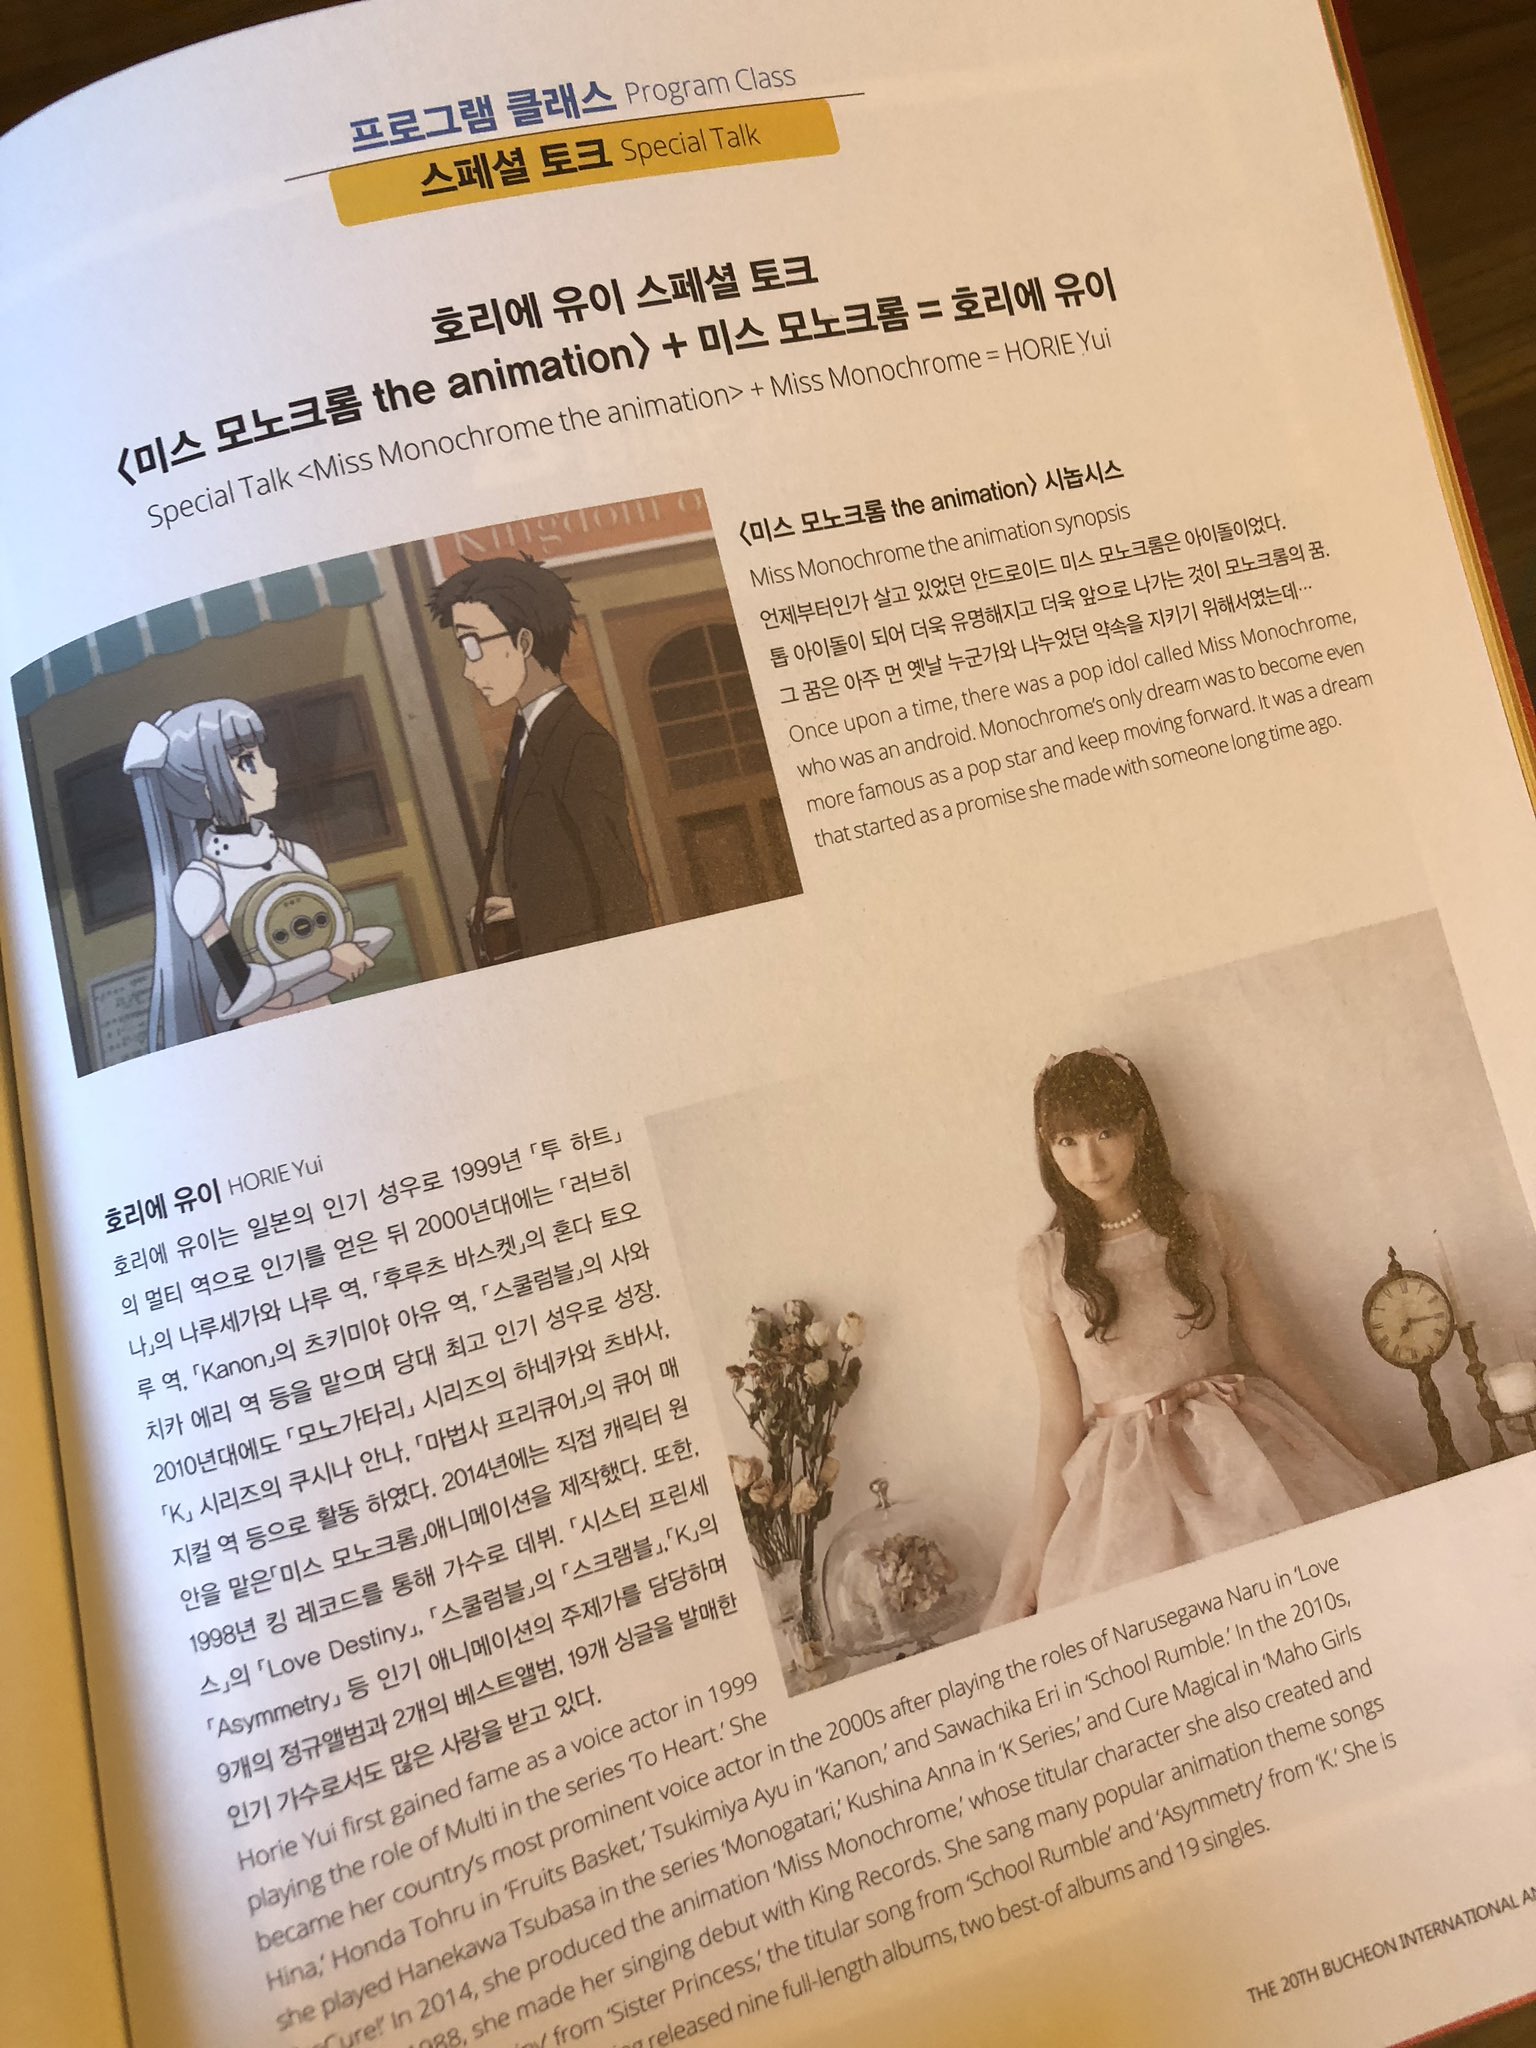 프로그램 클래스 Program Class
스페셜 토크 Special Talk
호리에 유이 스페셜 토크
〈미스 모노크롬 the animation〉 + 미스 모노크롬 = 호리에 유이
Special Talk <Miss Monochrome the animation> + Miss Monochrome = HORIE Yui
Kingdom o
〈미스 모노크롬 the animation〉 시놉시스
Miss Monochrome the animation synopsis
언제부터인가 살고 있었던 안드로이드 미스 모노크롬은 아이돌이었다.
톱 아이돌이 되어 더욱 유명해지고 더욱 앞으로 나가는 것이 모노크롬의 꿈.
그 꿈은 아주 먼 옛날 누군가와 나누었던 약속을 지키기 위해서였는데…
Once upon a time, there was a pop idol called Miss Monochrome,
who was an android. Monochrome's only dream was to become even
more famous as a pop star and keep moving forward. It was a dream
that started as a promise she made with someone long time ago.
호리에 유이 HORIE Yui
호리에 유이는 일본의 인기 성우로 1999년 「투 하트」
의 멀티 역으로 인기를 얻은 뒤 2000년대에는 「러브히
나」의 나루세가와 나루 역, 「후루츠 바스켓」의 혼다 토오
루 역, 「Kanon」의 츠키미야 아유 역, 「스쿨럼블」의 사와
치카 에리 역 등을 맡으며 당대 최고 인기 성우로 성장.
2010년대에도 「모노가타리」 시리즈의 하네카와 츠바사,
「K」 시리즈의 쿠시나 안나, 「마법사 프리큐어」의 큐어 매
지컬 역 등으로 활동 하였다. 2014년에는 직접 캐릭터 원
안을 맡은「미스 모노크롬」애니메이션을 제작했다. 또한,
1998년 킹 레코드를 통해 가수로 데뷔. 「시스터 프린세
스」의 「Love Destiny」, 「스쿨럼블」의 「스크램블」,「K」의
「Asymmetry」 등 인기 애니메이션의 주제가를 담당하며
9개의 정규앨범과 2개의 베스트앨범, 19개 싱글을 발매한
인기 가수로서도 많은 사랑을 받고 있다.
Horie Yui first gained fame as a voice actor in 1999
playing the role of Multi in the series 'To Heart.' She
became her country's most prominent voice actor in the 2000s after playing the roles of Narusegawa Naru in 'Love
Hina,' Honda Tohru in 'Fruits Basket,' Tsukimiya Ayu in 'Kanon,' and Sawachika Eri in 'School Rumble.' In the 2010s,
she played Hanekawa Tsubasa in the series 'Monogatari,' Kushina Anna in 'K Series,' and Cure Magical in 'Maho Girls
Cure!' In 2014, she produced the animation 'Miss Monochrome,' whose titular character she also created and
988, she made her singing debut with King Records. She sang many popular animation theme songs
from 'Sister Princess,' the titular song from 'School Rumble' and 'Asymmetry' from 'K.' She is
released nine full-length albums, two best-of albums and 19 singles.
THE 20TH BUCHEON INTERNATIONAL AN